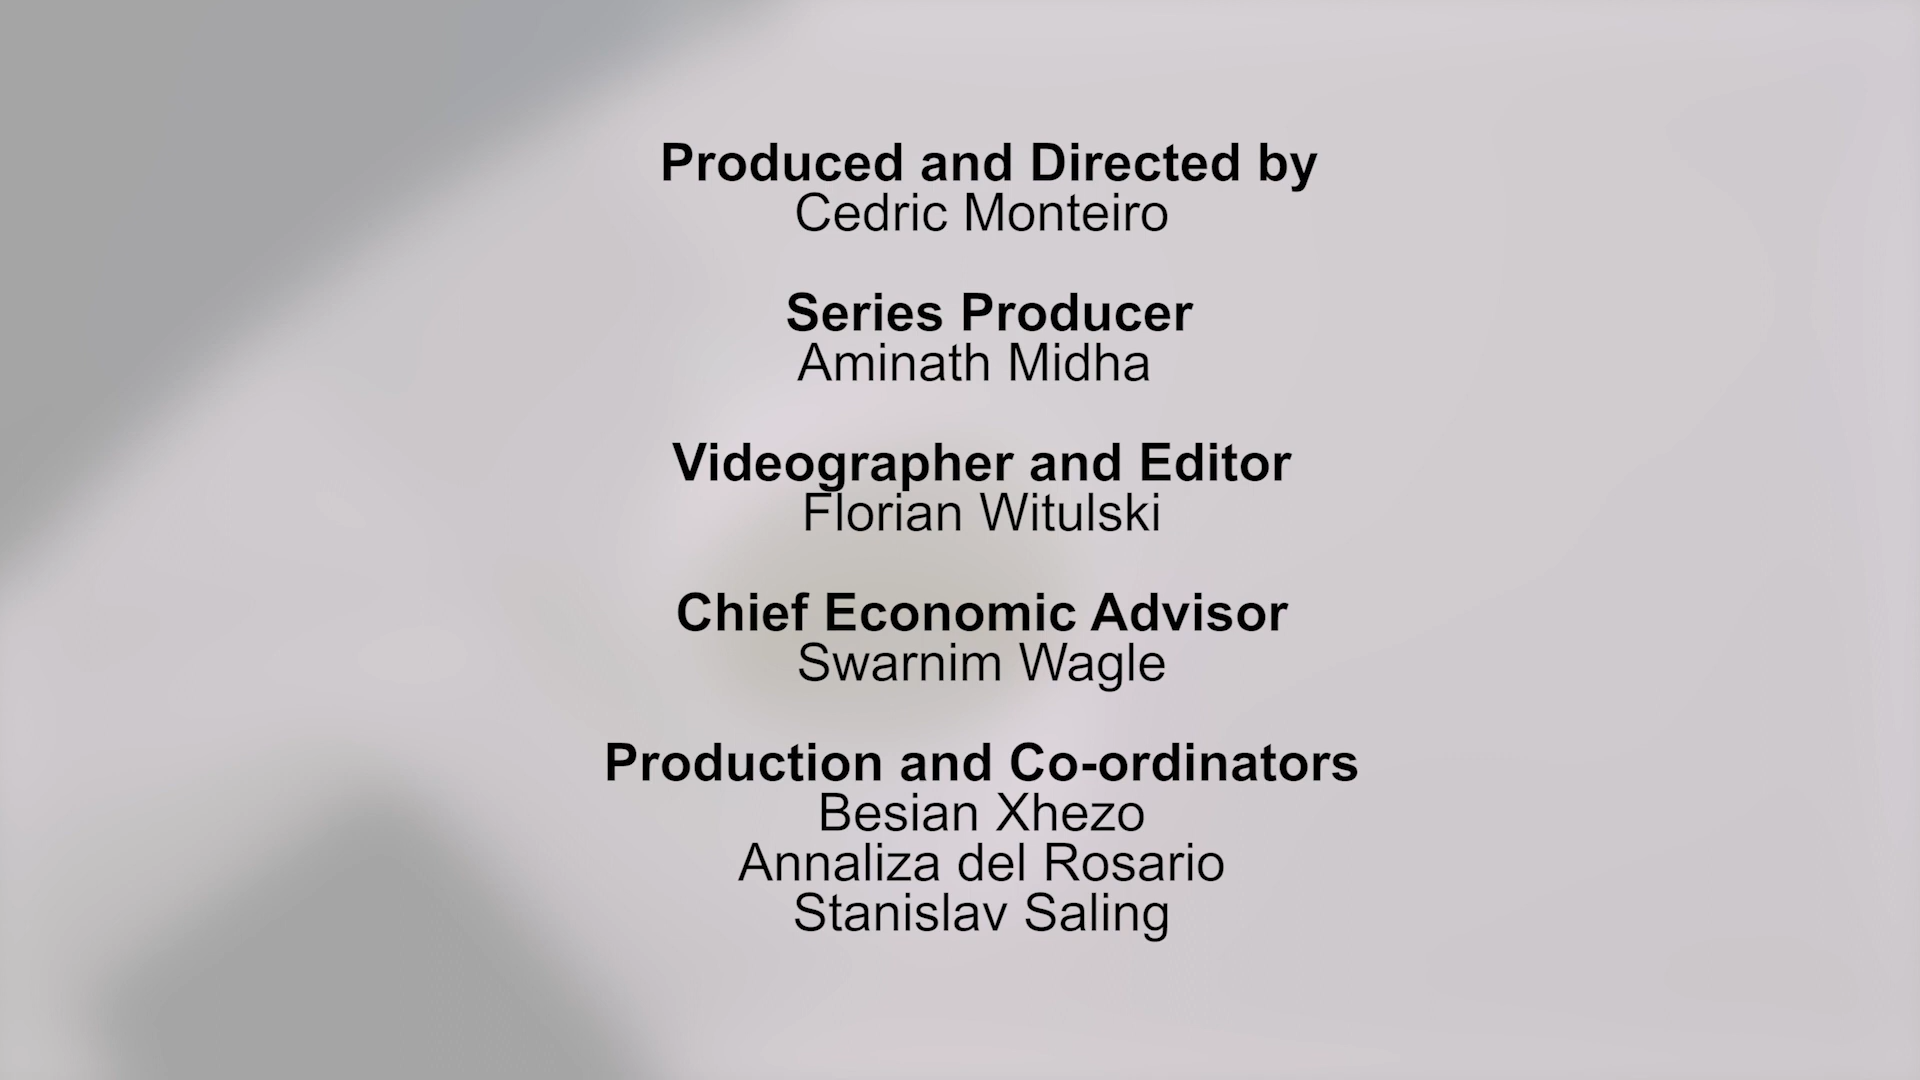 Produced and Directed by
Cedric Monteiro
Series Producer
Aminath Midha
Videographer and Editor
Florian Witulski
Chief Economic Advisor
Swarnim Wagle
Production and Co-ordinators
Besian Xhezo
Annaliza del Rosario
Stanislav Saling